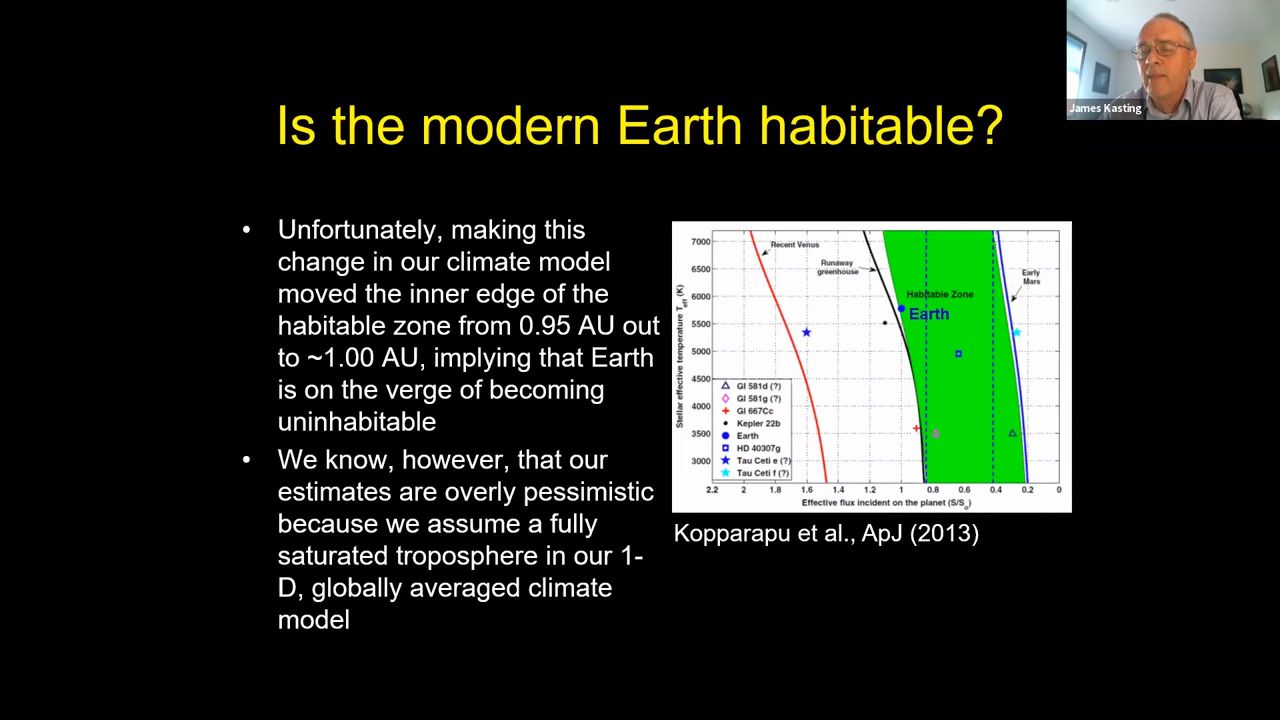 James Kasting
Is the modern Earth habitable?
• Unfortunately, making this
change in our climate model
moved the inner edge of the
habitable zone from 0.95 AU out
to ~1.00 AU, implying that Earth
is on the verge of becoming
uninhabitable
• We know, however, that our
estimates are overly pessimistic
because we assume a fully
saturated troposphere in our 1-
D, globally averaged climate
model
Stellar effective temperature T_eff (K)
7000
6500
6000
5500
5000
4500
4000
3500
3000
Recent Venus
Runaway
greenhouse
Habitable Zone
Earth
Early
Mars
Gl 581d (?)
Gl 581g (?)
Gl 667Cc
Kepler 22b
Earth
HD 40307g
Tau Ceti e (?)
Tau Ceti f (?)
2.2 2 1.8 1.6 1.4 1.2 1 0.8 0.6 0.4 0.2 0
Effective flux incident on the planet (S/S_o)
Kopparapu et al., ApJ (2013)